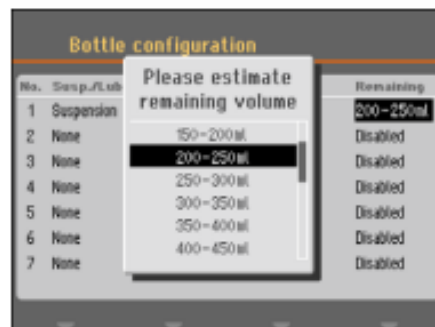 Bottle configuration
Please estimate
remaining volume
No. Susp./Lub Remaining
1 Suspension 200-250ml
2 None Disabled
3 None Disabled
4 None Disabled
5 None Disabled
6 None Disabled
7 None Disabled
150-200ml
200-250ml
250-300ml
300-350ml
350-400ml
400-450ml